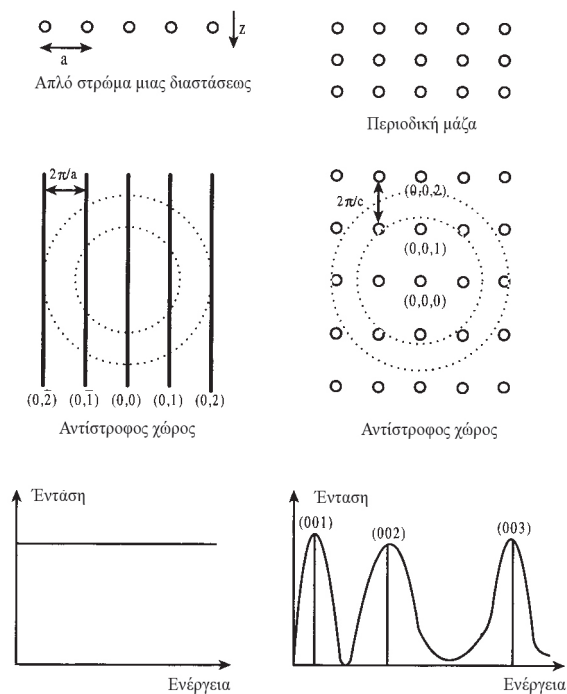 z
a
Απλό στρώμα μιας διαστάσεως
Περιοδική μάζα
2π/a
(0,2̄) (0,1̄) (0,0) (0,1) (0,2)
Αντίστροφος χώρος
(0,0,2)
2π/c
(0,0,1)
(0,0,0)
Αντίστροφος χώρος
Έντάση
Ενέργεια
Ένταση
(001)
(002)
(003)
Ενέργεια